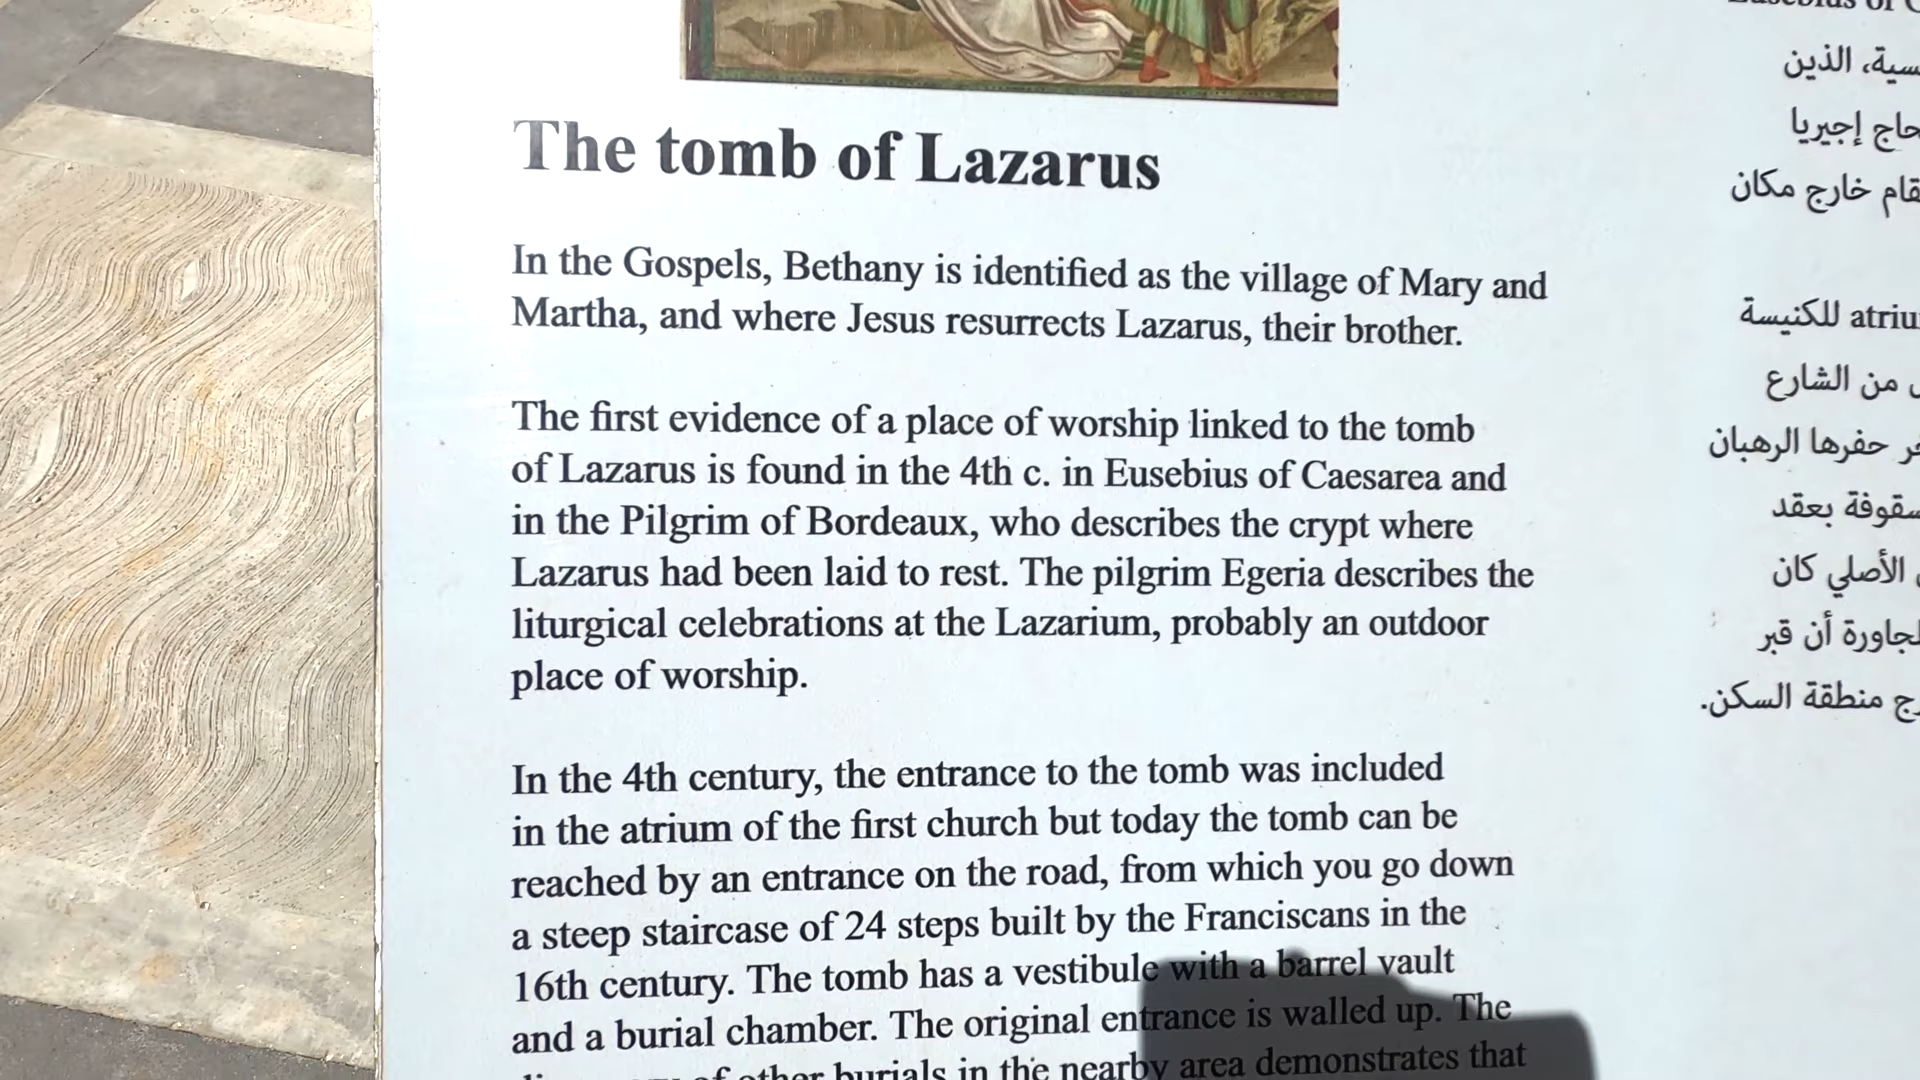 The tomb of Lazarus
In the Gospels, Bethany is identified as the village of Mary and
Martha, and where Jesus resurrects Lazarus, their brother.
The first evidence of a place of worship linked to the tomb
of Lazarus is found in the 4th c. in Eusebius of Caesarea and
in the Pilgrim of Bordeaux, who describes the crypt where
Lazarus had been laid to rest. The pilgrim Egeria describes the
liturgical celebrations at the Lazarium, probably an outdoor
place of worship.
In the 4th century, the entrance to the tomb was included
in the atrium of the first church but today the tomb can be
reached by an entrance on the road, from which you go down
a steep staircase of 24 steps built by the Franciscans in the
16th century. The tomb has a vestibule with a barrel vault
and a burial chamber. The original entrance is walled up. The
of other burials in the nearby area demonstrates that
الذين
إجيريا
خارج مكان
للكنيسة
من الشارع
حفرها الرهبان
بعقد
الأصلي كان
أن قبر
منطقة السكن.